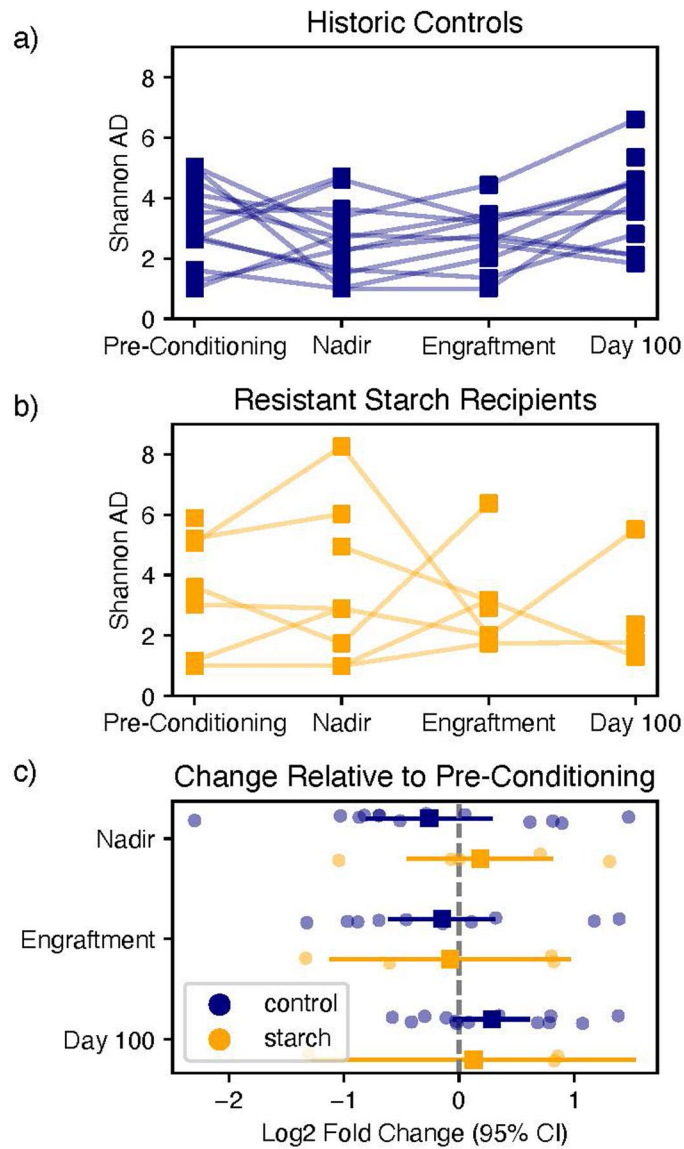 a)
Historic Controls
Shannon AD
8
6
4
2
0
Pre-Conditioning Nadir Engraftment Day 100
b)
Resistant Starch Recipients
Shannon AD
8
6
4
2
0
Pre-Conditioning Nadir Engraftment Day 100
c)
Change Relative to Pre-Conditioning
Nadir
Engraftment
Day 100
control
starch
−2 −1 0 1
Log2 Fold Change (95% CI)